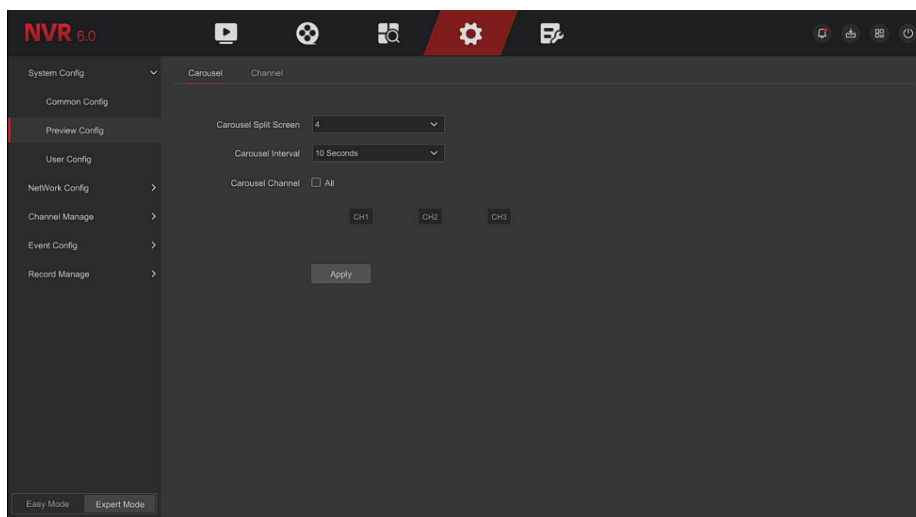 NVR 6.0
System Config
Common Config
Preview Config
User Config
NetWork Config
Channel Manage
Event Config
Record Manage
Easy Mode Expert Mode
Carousel Channel
Carousel Split Screen 4
Carousel Interval 10 Seconds
Carousel Channel All
CH1 CH2 CH3
Apply